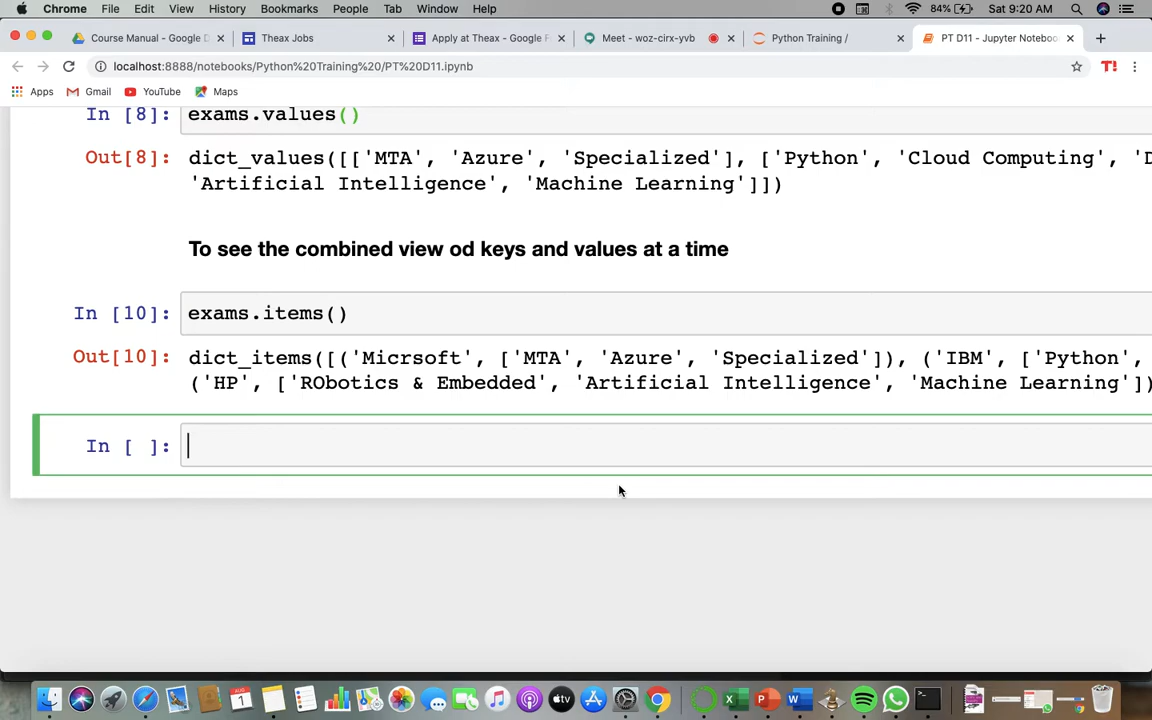 Chrome File Edit View History Bookmarks People Tab Window Help 84% Sat 9:20 AM
Course Manual - Google D Theax Jobs Apply at Theax - Google F Meet - woz-cirx-yvb Python Training / PT D11 - Jupyter Noteboo
localhost:8888/notebooks/Python%20Training%20/PT%20D11.ipynb T!
Apps Gmail YouTube Maps
In [8]: exams.values()
Out[8]: dict_values([['MTA', 'Azure', 'Specialized'], ['Python', 'Cloud Computing', 'D
'Artificial Intelligence', 'Machine Learning']])
To see the combined view od keys and values at a time
In [10]: exams.items()
Out[10]: dict_items([('Micrsoft', ['MTA', 'Azure', 'Specialized']), ('IBM', ['Python',
('HP', ['RObotics & Embedded', 'Artificial Intelligence', 'Machine Learning'])
In [ ]: